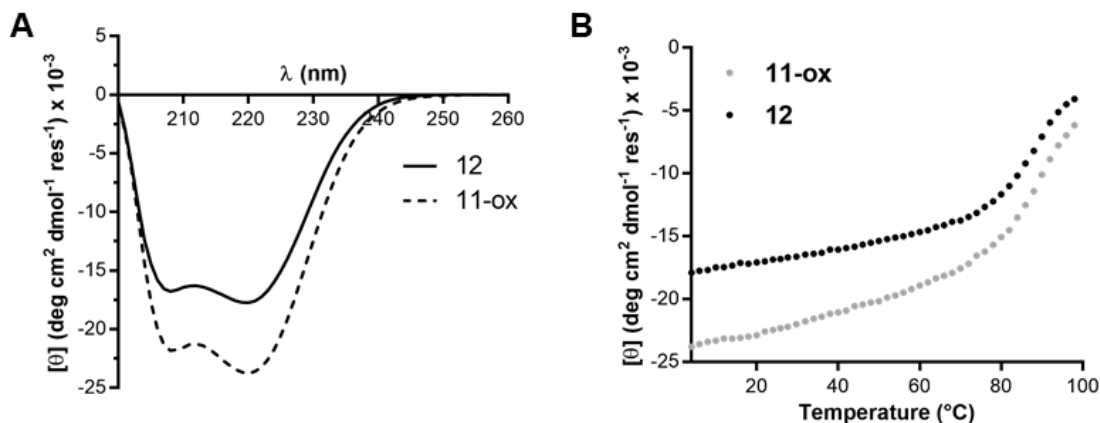 A
[θ] (deg cm² dmol⁻¹ res⁻¹) x 10⁻³
5
0
-5
-10
-15
-20
-25
λ (nm)
210 220 230 240 250 260
12
11-ox
B
[θ] (deg cm² dmol⁻¹ res⁻¹) x 10⁻³
0
-5
-10
-15
-20
-25
11-ox
12
20 40 60 80 100
Temperature (°C)